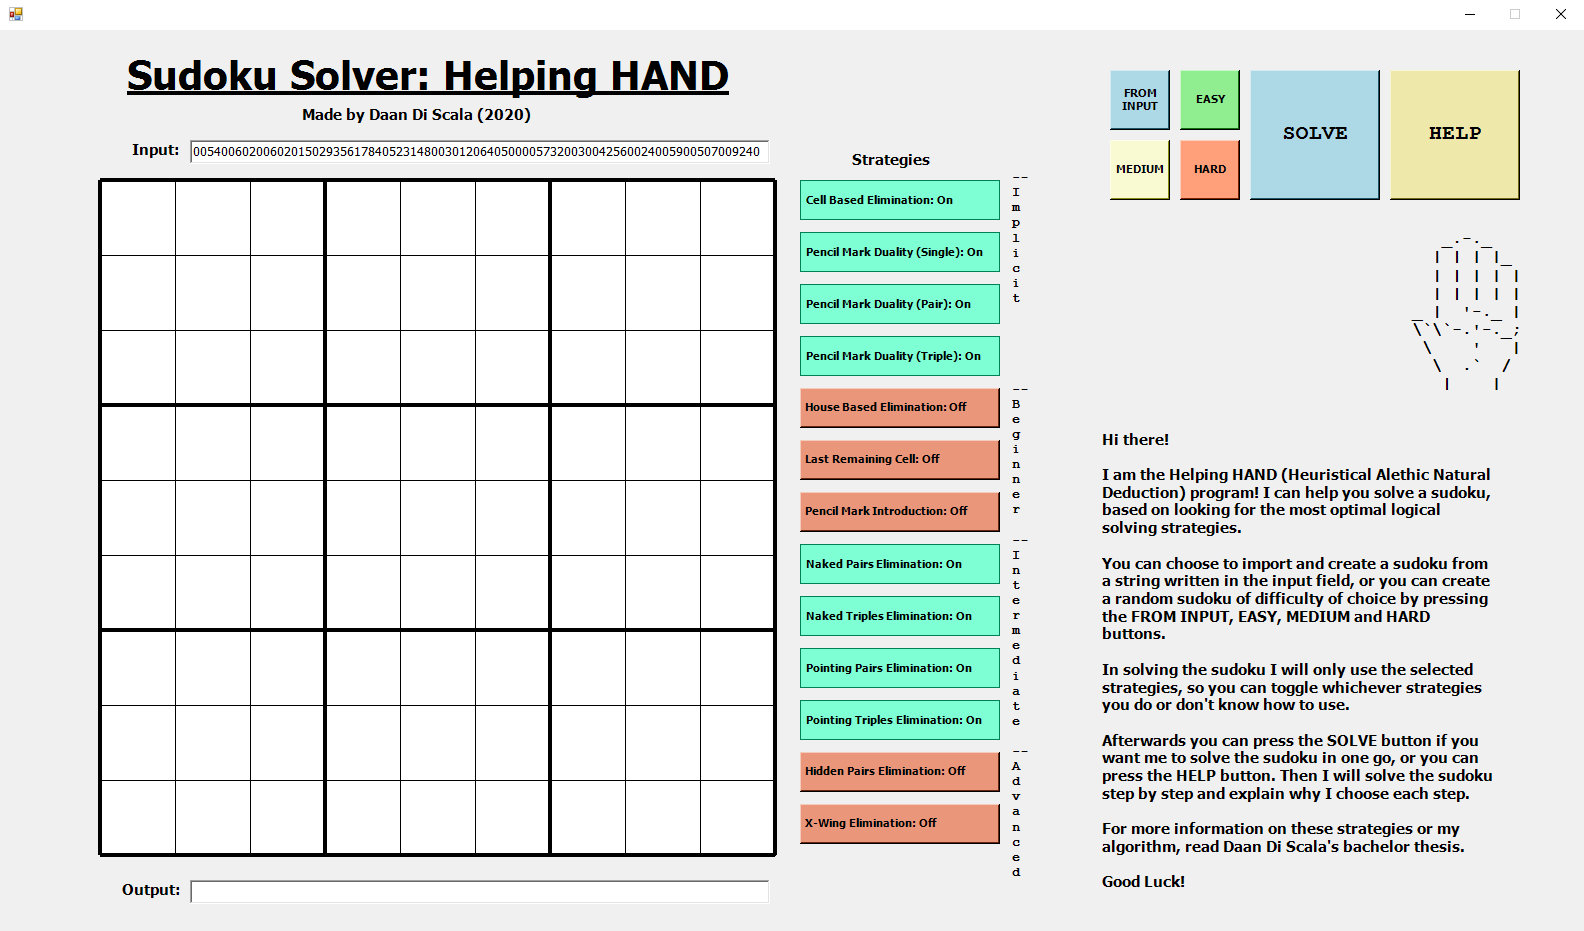 Sudoku Solver: Helping HAND
Made by Daan Di Scala (2020)
Input:
005400602006020150293561784052314800301206405000057320030042560024005900507009240
Strategies
Cell Based Elimination: On
Pencil Mark Duality (Single): On
Pencil Mark Duality (Pair): On
Pencil Mark Duality (Triple): On
House Based Elimination: Off
Last Remaining Cell: Off
Pencil Mark Introduction: Off
Naked Pairs Elimination: On
Naked Triples Elimination: On
Pointing Pairs Elimination: On
Pointing Triples Elimination: On
Hidden Pairs Elimination: Off
X-Wing Elimination: Off
--Implicit
--Beginner
--Intermediate
--Advanced
Output:
FROM
INPUT
EASY
MEDIUM
HARD
SOLVE
HELP
Hi there!
I am the Helping HAND (Heuristical Alethic Natural
Deduction) program! I can help you solve a sudoku,
based on looking for the most optimal logical
solving strategies.
You can choose to import and create a sudoku from
a string written in the input field, or you can create
a random sudoku of difficulty of choice by pressing
the FROM INPUT, EASY, MEDIUM and HARD
buttons.
In solving the sudoku I will only use the selected
strategies, so you can toggle whichever strategies
you do or don't know how to use.
Afterwards you can press the SOLVE button if you
want me to solve the sudoku in one go, or you can
press the HELP button. Then I will solve the sudoku
step by step and explain why I choose each step.
For more information on these strategies or my
algorithm, read Daan Di Scala's bachelor thesis.
Good Luck!